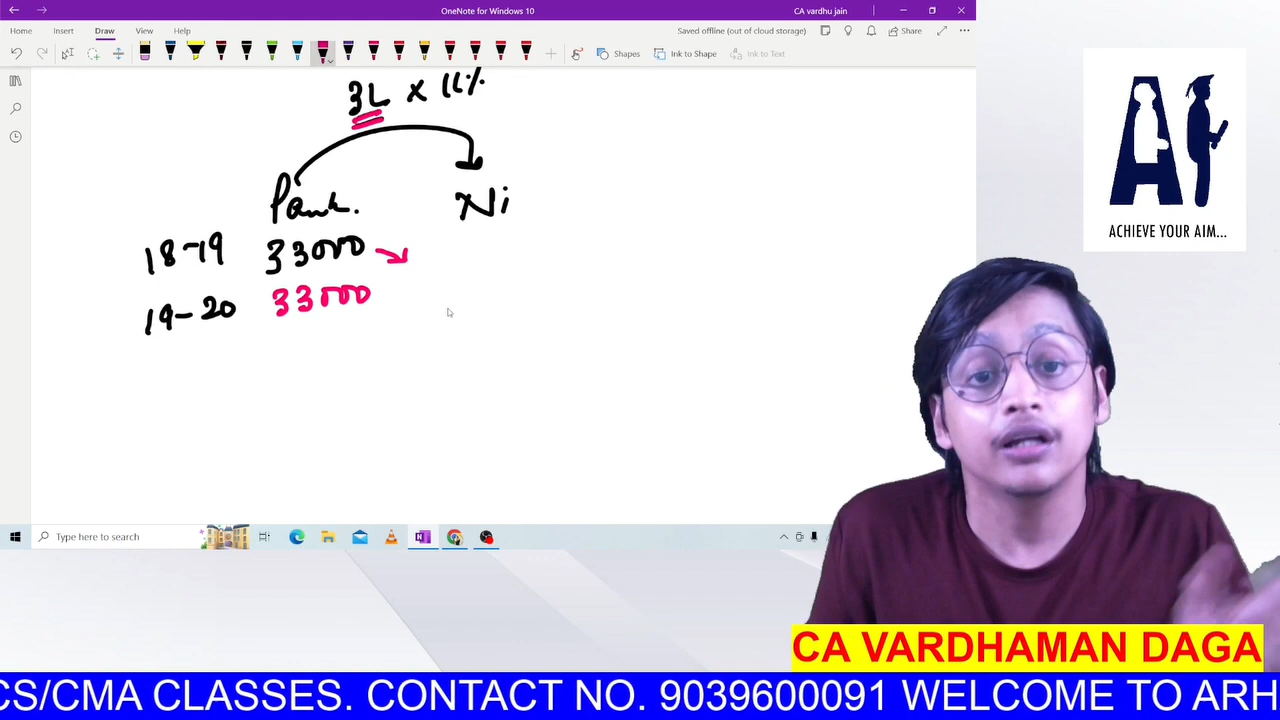 OneNote for Windows 10
CA vardhu jain
Home Insert Draw View Help
Saved offline (out of cloud storage)
Share
Shapes
Ink to Shape
Ink to Text
3L x 11%
Pank. Ni
18-19 33000
19-20 33000
Type here to search
ACHIEVE YOUR AIM...
CA VARDHAMAN DAGA
CS/CMA CLASSES. CONTACT NO. 9039600091 WELCOME TO ARH